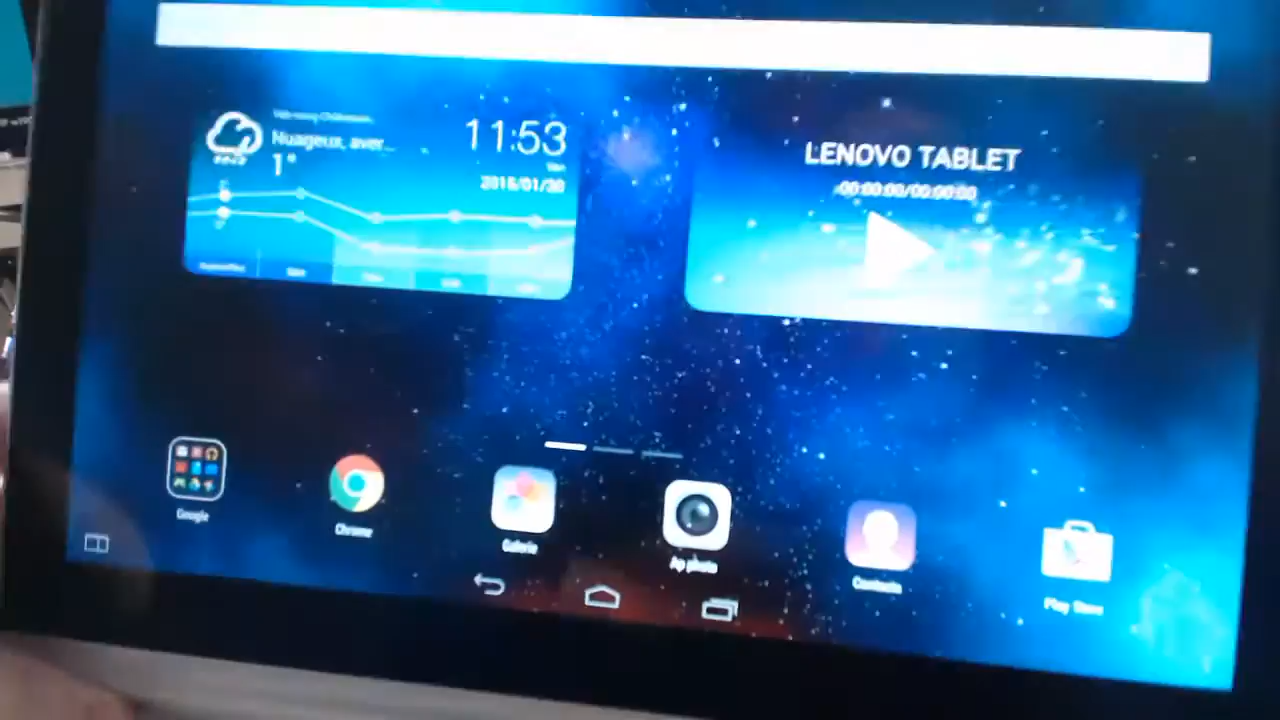 Nuageux, aver...
11:53
1°
2015/01/30
LENOVO TABLET
00:00:00/00:00:00
Google
Chrome
Galerie
Ap photo
Contacts
Play Store